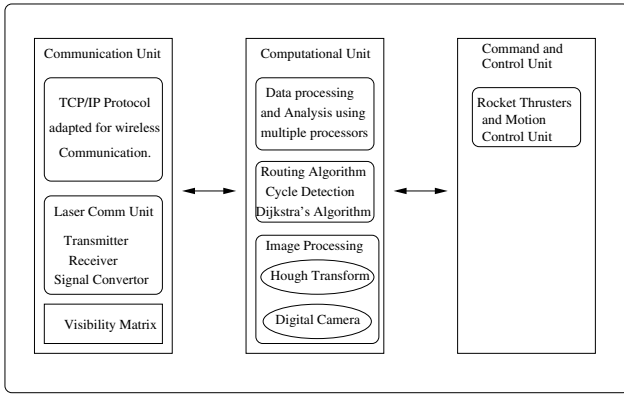 Communication Unit
TCP/IP Protocol
adapted for wireless
Communication.
Laser Comm Unit
Transmitter
Receiver
Signal Convertor
Visibility Matrix
Computational Unit
Data processing
and Analysis using
multiple processors
Routing Algorithm
Cycle Detection
Dijkstra's Algorithm
Image Processing
Hough Transform
Digital Camera
Command and
Control Unit
Rocket Thrusters
and Motion
Control Unit